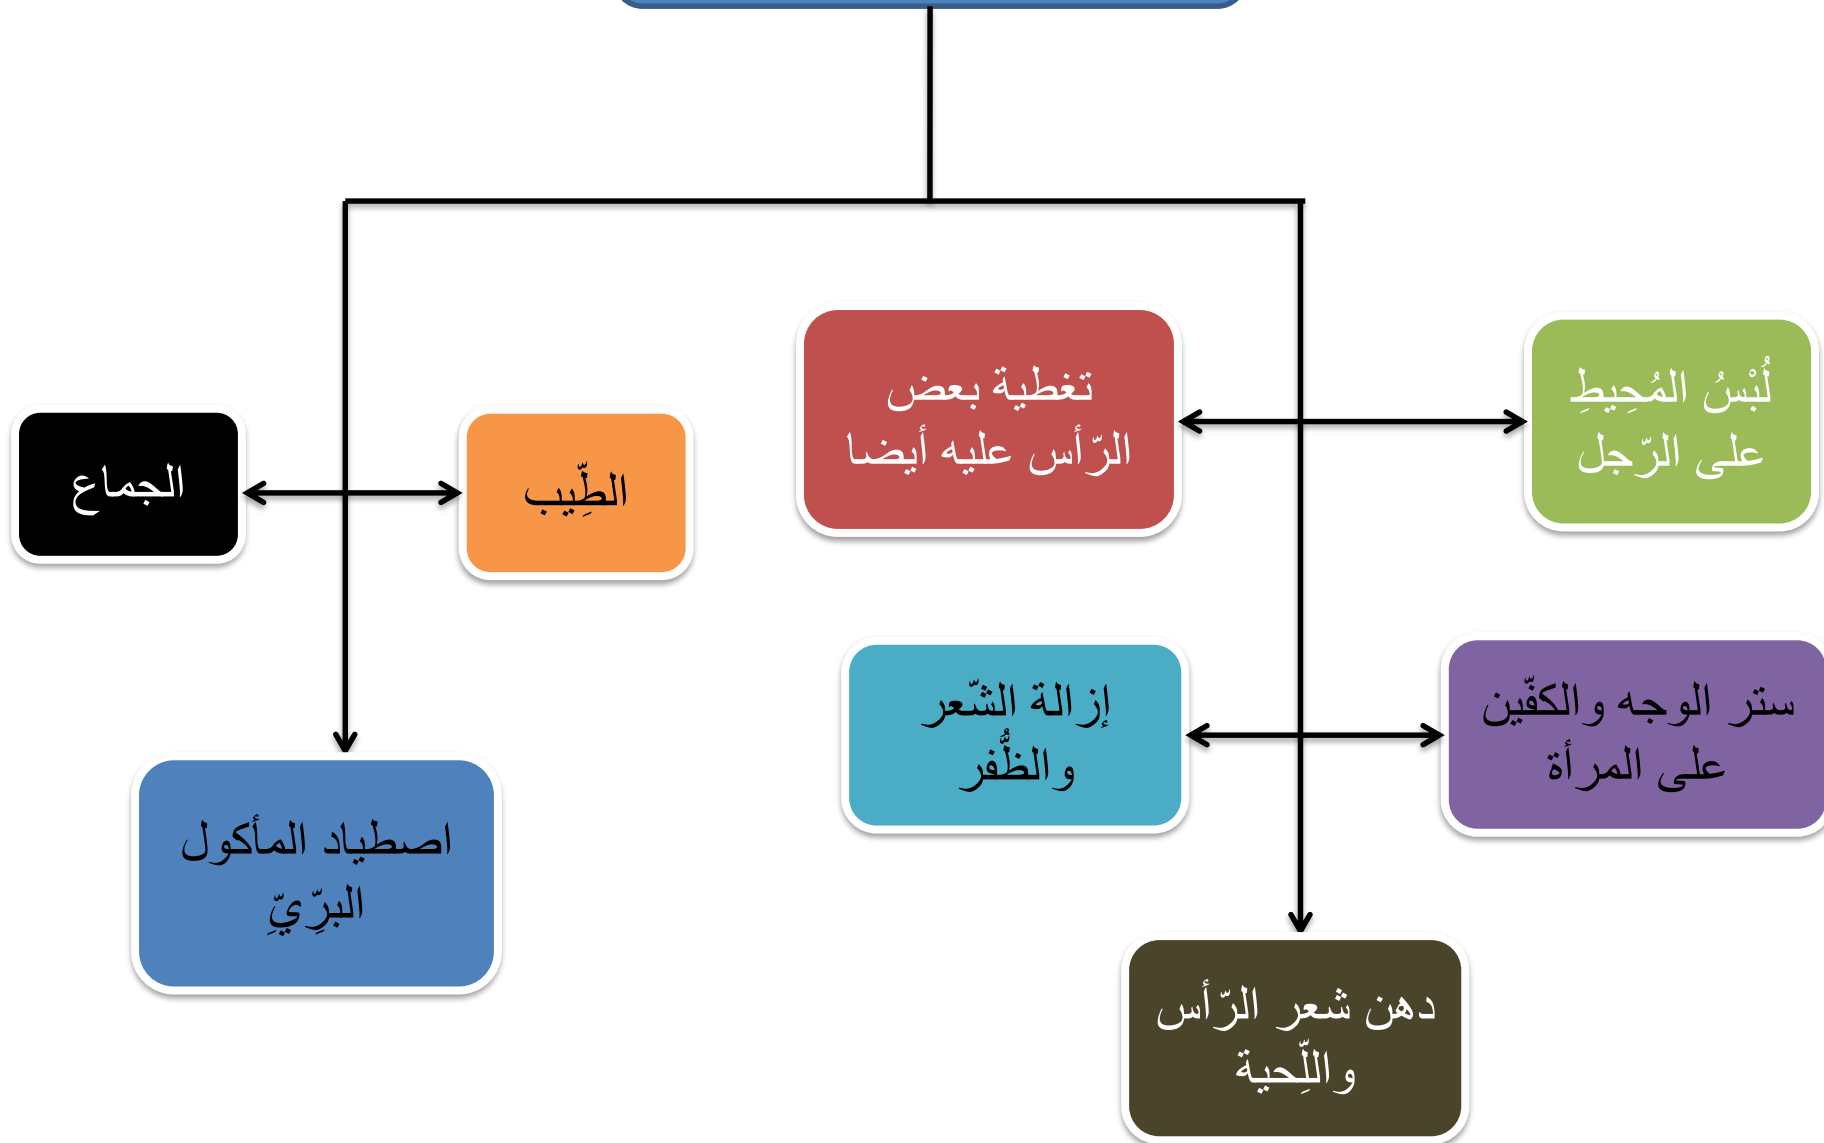 لُبْسُ المُحِيطِ
على الرّجل
تغطية بعض
الرّأس عليه أيضا
الطِّيب
الجماع
ستر الوجه والكفّين
على المرأة
إزالة الشّعر
والظُّفر
اصطياد المأكول
البرِّيِّ
دهن شعر الرّأس
واللِّحية